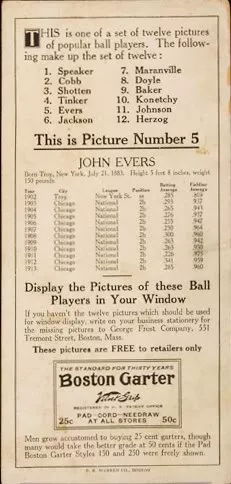 THIS is one of a set of twelve pictures
of popular ball players. The follow-
ing make up the set of twelve:
1. Speaker 7. Maranville
2. Cobb 8. Doyle
3. Shotten 9. Baker
4. Tinker 10. Konetchy
5. Evers 11. Johnson
6. Jackson 12. Herzog
This is Picture Number 5
JOHN EVERS
Born Troy, New York, July 21, 1883. Height 5 feet 8 inches, weight
150 pounds.
Year City League Position Batting Average Fielding Average
1902 Troy New York St. ss .285
1903 Chicago National 2b .293 .937
1904 Chicago National 2b .265 .943
1905 Chicago National 2b .276 .937
1906 Chicago National 2b .255 .942
1907 Chicago National 2b .250 .964
1908 Chicago National 2b .300 .960
1909 Chicago National 2b .263 .942
1910 Chicago National 2b .263 .950
1911 Chicago National 2b .226
1912 Chicago National 2b .341 .959
1913 Chicago National 2b .285 .960
Display the Pictures of these Ball
Players in Your Window
If you haven't the twelve pictures which should be used
for window display, write on your business stationery for
the missing pictures to George Frost Company, 551
Tremont Street, Boston, Mass.
These pictures are FREE to retailers only
THE STANDARD FOR THIRTY YEARS
Boston Garter
Velvet Grip
REGISTERED IN U.S. PATENT OFFICE
PAD-CORD-NEEDRAW
25c AT ALL STORES 50c
Men grow accustomed to buying 25 cent garters, though
many would take the better grade at 50 cents if the Pad
Boston Garter Styles 150 and 250 were freely shown.
WARREN CO., BOSTON